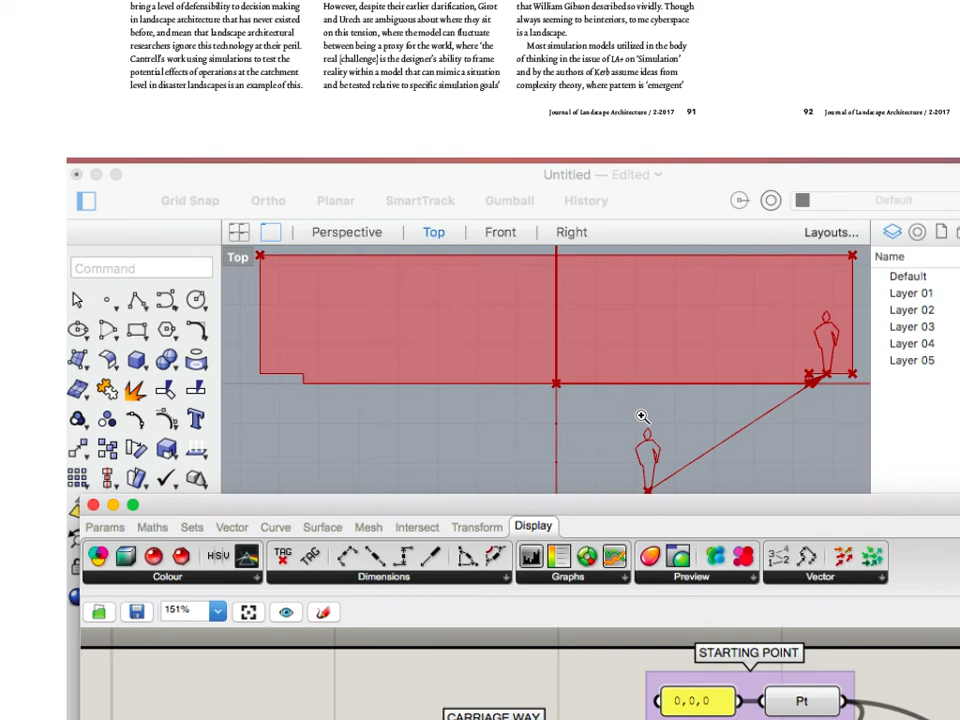 bring a level of defensibility to decision making
in landscape architecture that has never existed
before, and mean that landscape architectural
researchers ignore this technology at their peril.
Cantrell's work using simulations to test the
potential effects of operations at the catchment
level in disaster landscapes is an example of this.
However, despite their earlier clarification, Girot
and Urech are ambiguous about where they sit
on this tension, where the model can fluctuate
between being a proxy for the world, where 'the
real [challenge] is the designer's ability to frame
reality within a model that can mimic a situation
and be tested relative to specific simulation goals'
that William Gibson described so vividly. Though
always seeming to be interiors, to me cyberspace
is a landscape.
Most simulation models utilized in the body
of thinking in the issue of LA+ on 'Simulation'
and by the authors of Kerb assume ideas from
complexity theory, where pattern is 'emergent'
Journal of Landscape Architecture / 2-2017 91
92 Journal of Landscape Architecture / 2-2017
Untitled — Edited
Grid Snap Ortho Planar SmartTrack Gumball History
Default
Perspective Top Front Right Layouts...
Top
Command
Name
Default
Layer 01
Layer 02
Layer 03
Layer 04
Layer 05
Params Maths Sets Vector Curve Surface Mesh Intersect Transform Display
HSV
TAG
TAG
Colour Dimensions Graphs Preview Vector
151%
STARTING POINT
0,0,0
Pt
CARRIAGE WAY